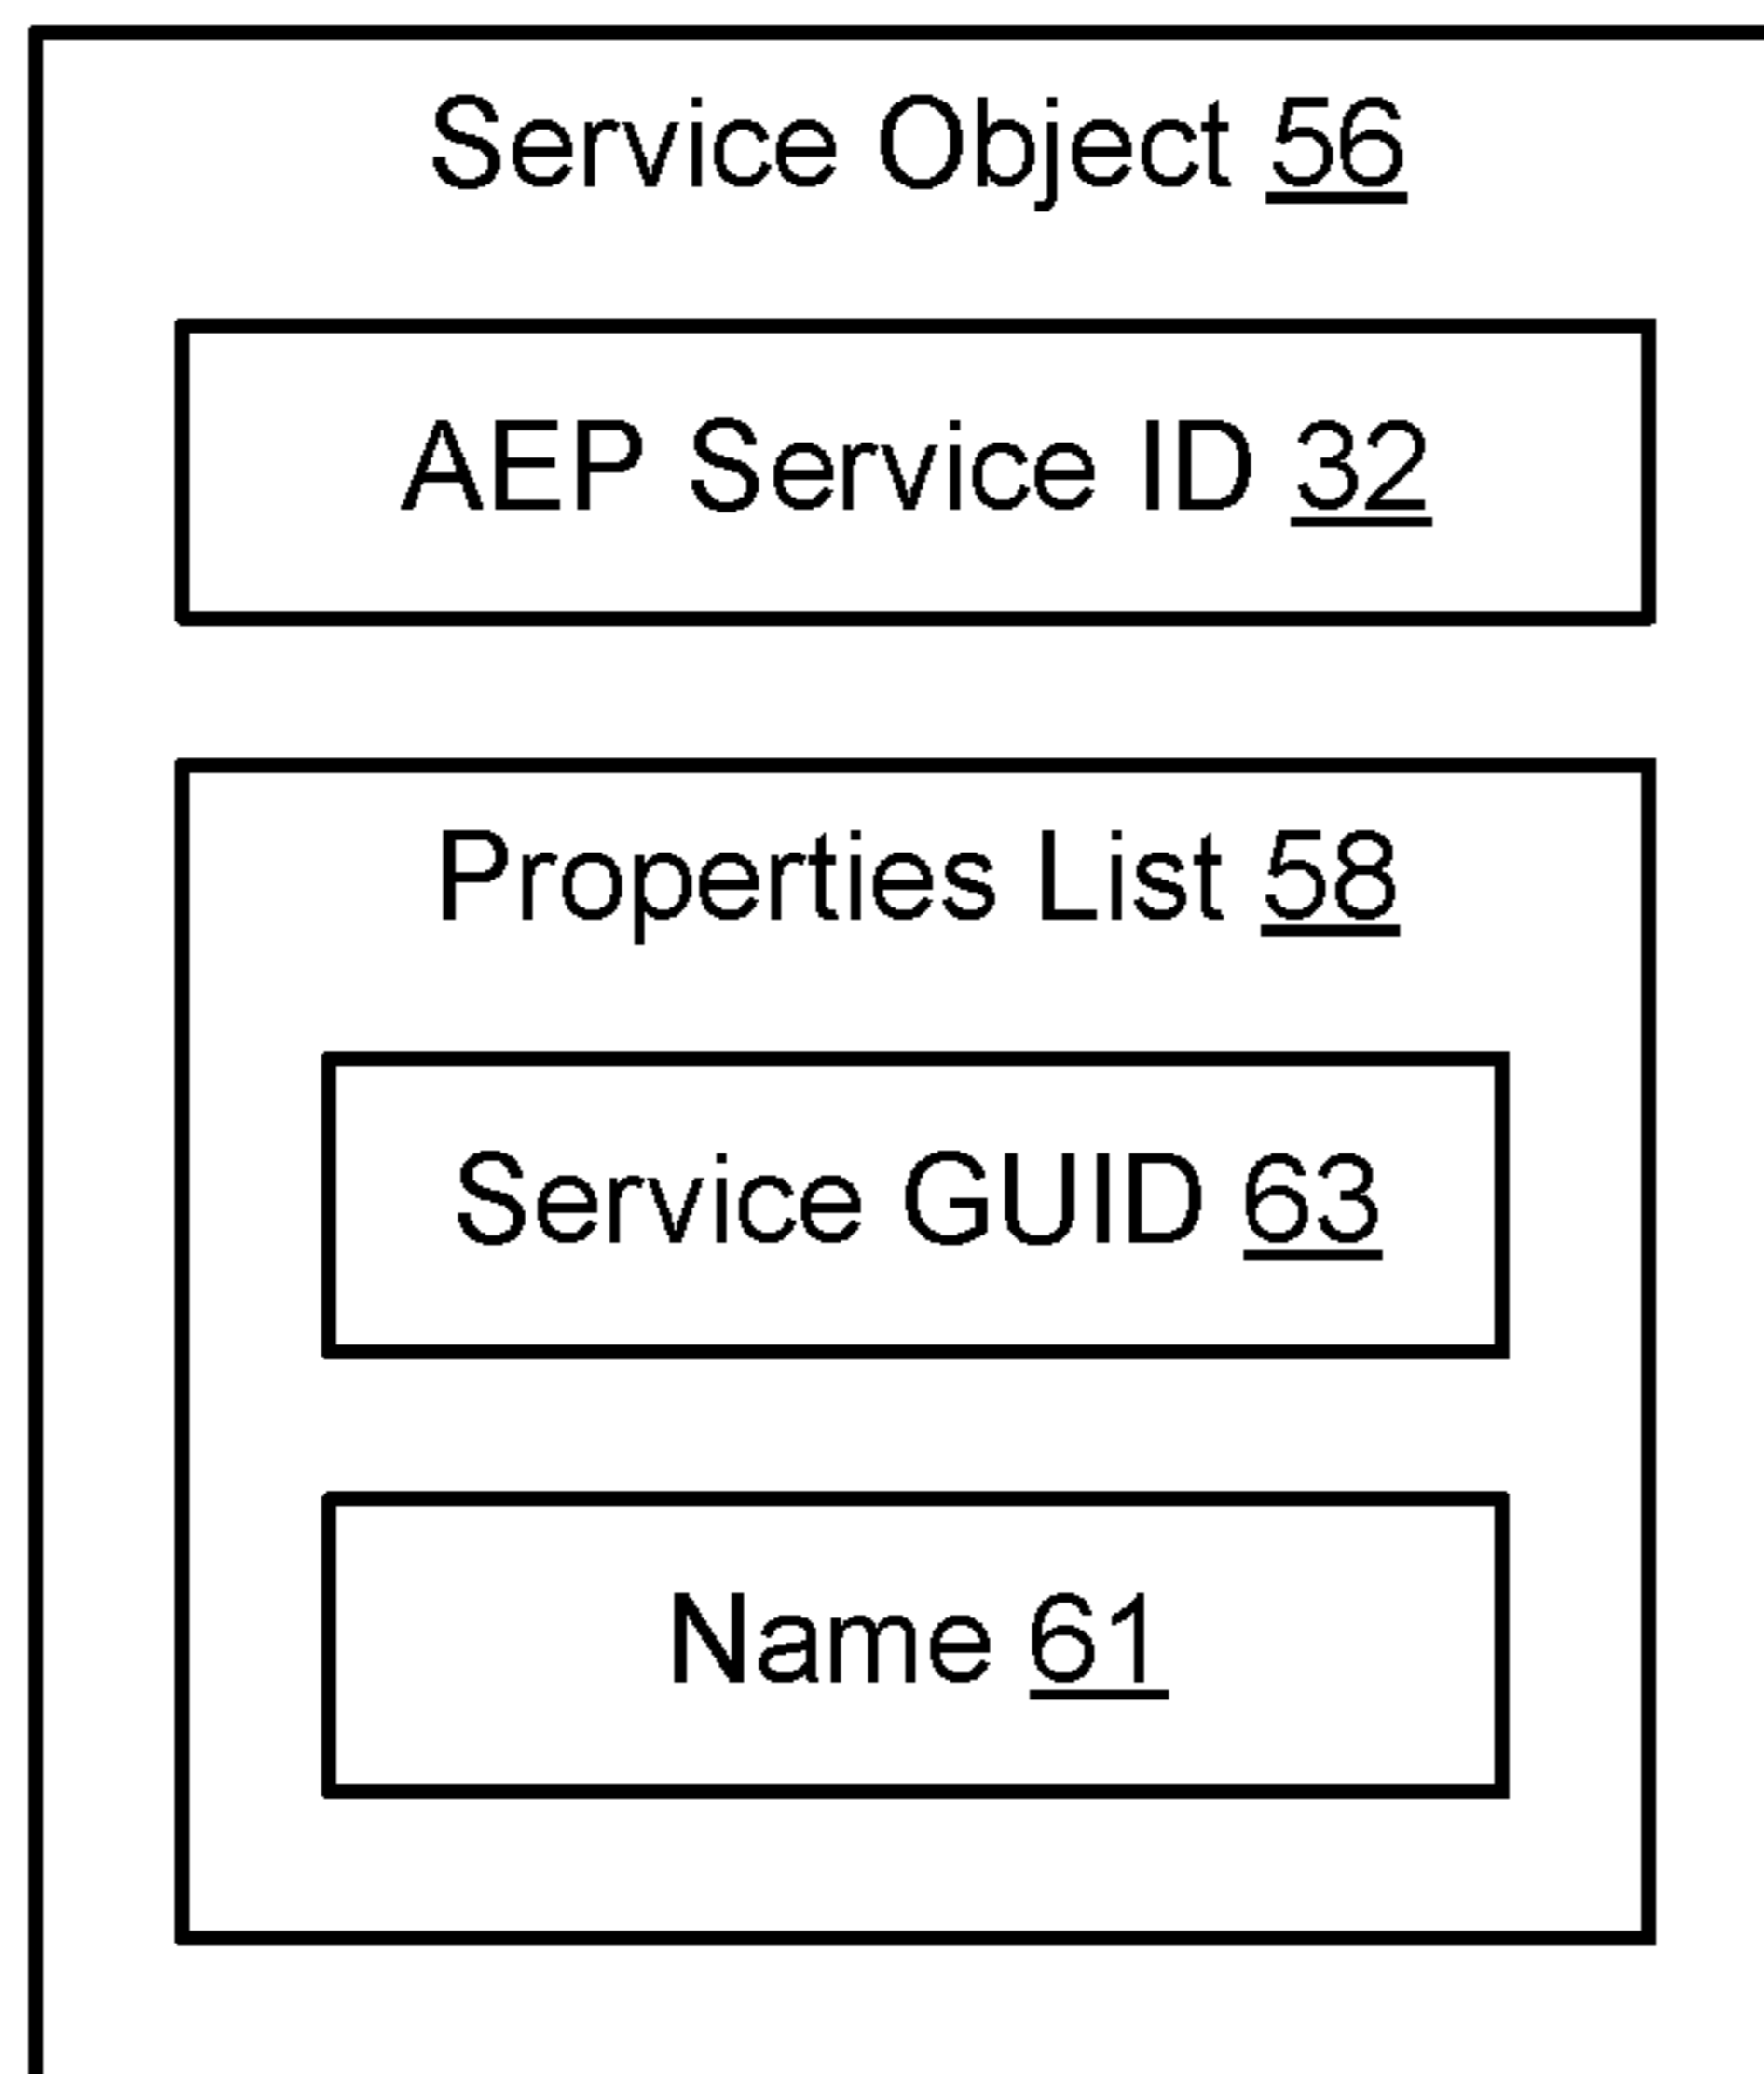 Service Object 56
AEP Service ID 32
Properties List 58
Service GUID 63
Name 61